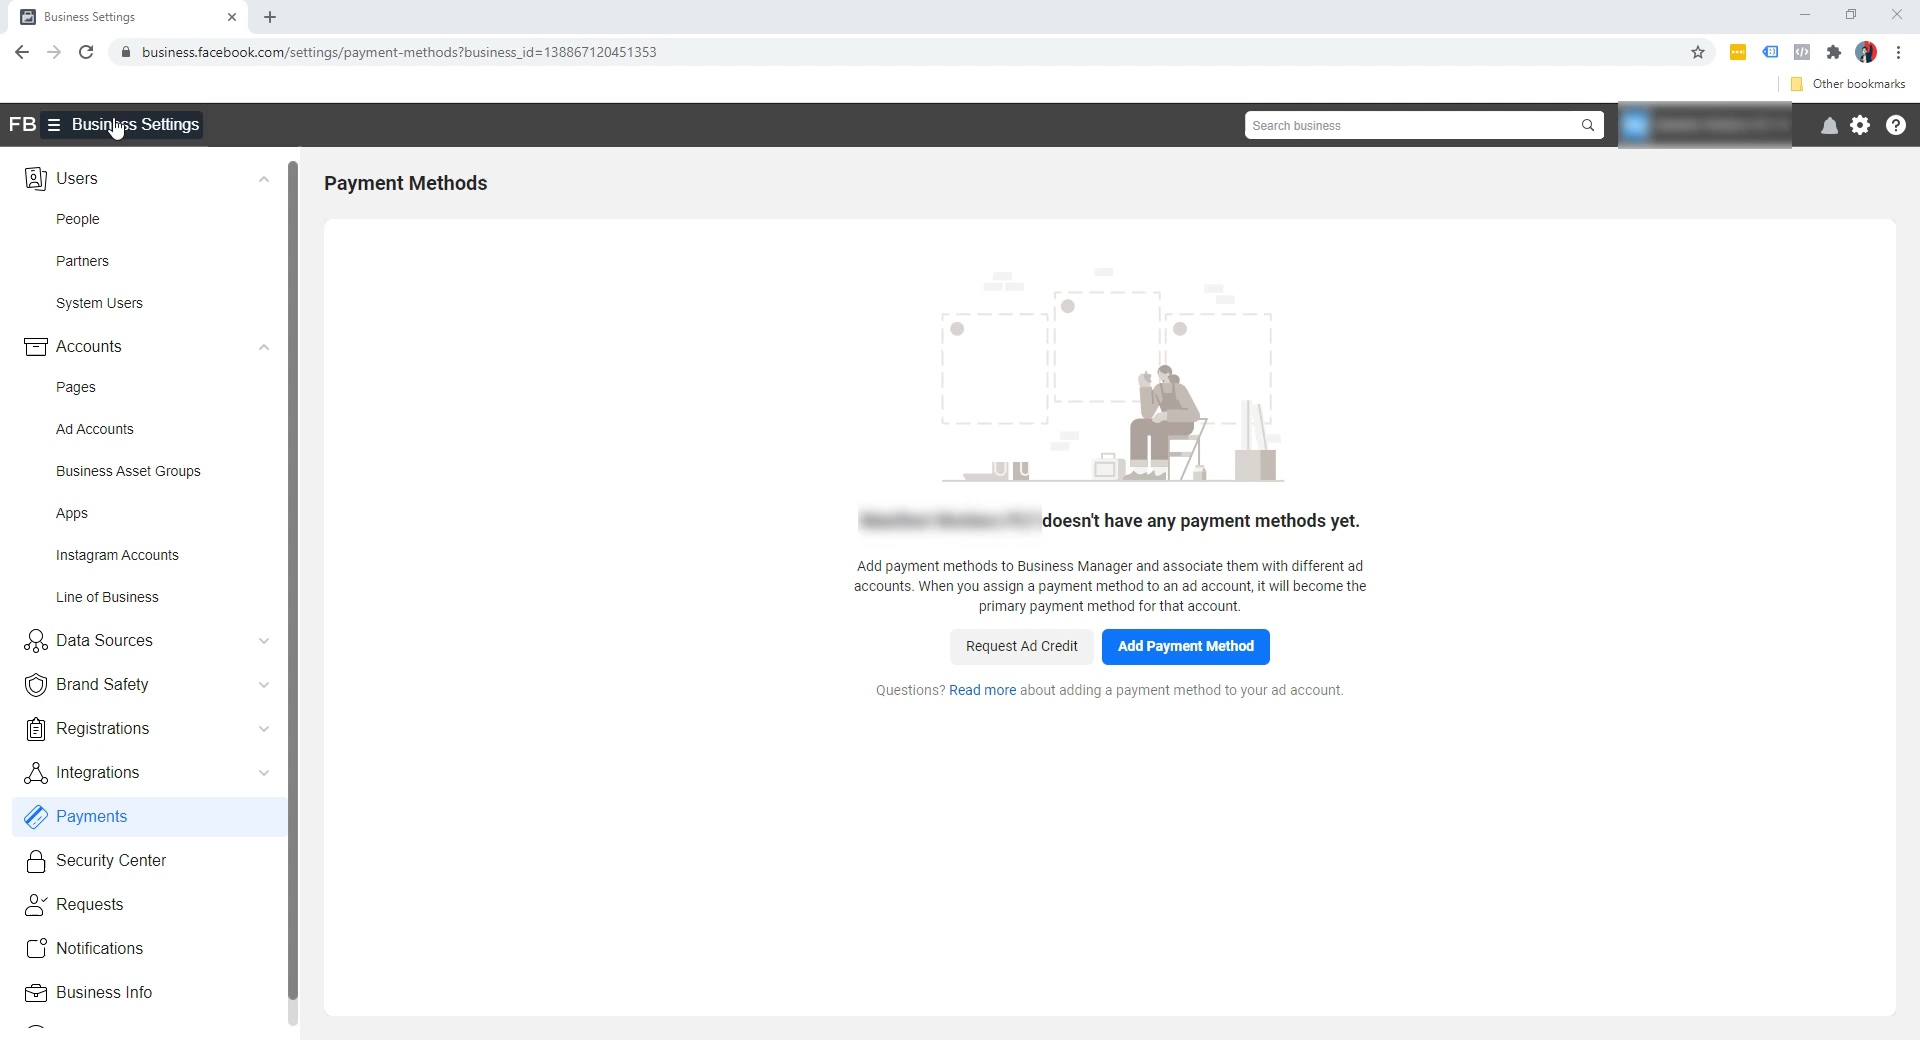 Business Settings
business.facebook.com/settings/payment-methods?business_id=138867120451353
Other bookmarks
FB Business Settings
Search business
Users
People
Partners
System Users
Accounts
Pages
Ad Accounts
Business Asset Groups
Apps
Instagram Accounts
Line of Business
Data Sources
Brand Safety
Registrations
Integrations
Payments
Security Center
Requests
Notifications
Business Info
Payment Methods
doesn't have any payment methods yet.
Add payment methods to Business Manager and associate them with different ad
accounts. When you assign a payment method to an ad account, it will become the
primary payment method for that account.
Request Ad Credit
Add Payment Method
Questions? Read more about adding a payment method to your ad account.